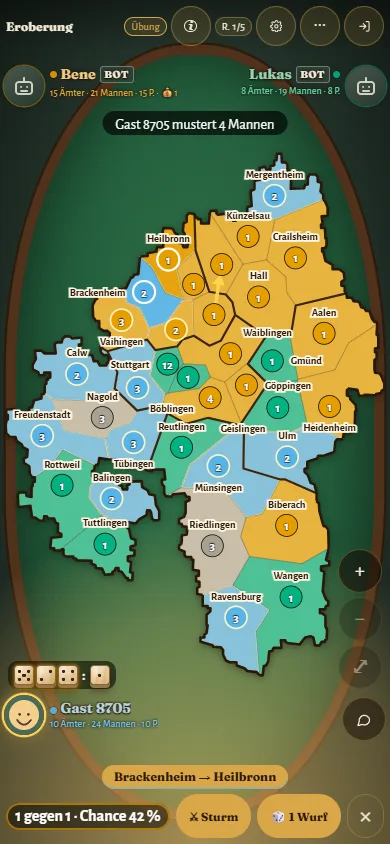 Eroberung
Übung
R. 1/5
Bene BOT
15 Ämter · 21 Mannen · 15 P. · 💰 1
Lukas BOT
8 Ämter · 19 Mannen · 8 P.
Gast 8705 mustert 4 Mannen
Mergentheim
2
Künzelsau
1
Crailsheim
1
Heilbronn
1
1
1
Hall
1
Brackenheim
2
1
3
2
Aalen
1
Vaihingen
Waiblingen
Calw
2
Stuttgart
3
12
1
1
1
Gmünd
Göppingen
1
4
1
Nagold
3
Böblingen
Heidenheim
1
Freudenstadt
3
Reutlingen
1
Geislingen
Ulm
2
3
Tübingen
Rottweil
1
Balingen
2
2
Münsingen
Tuttlingen
1
Riedlingen
3
Biberach
1
Wangen
1
Ravensburg
3
:
Gast 8705
10 Ämter · 24 Mannen · 10 P.
Brackenheim → Heilbronn
1 gegen 1 · Chance 42 %
⚔ Sturm
🎲 1 Wurf